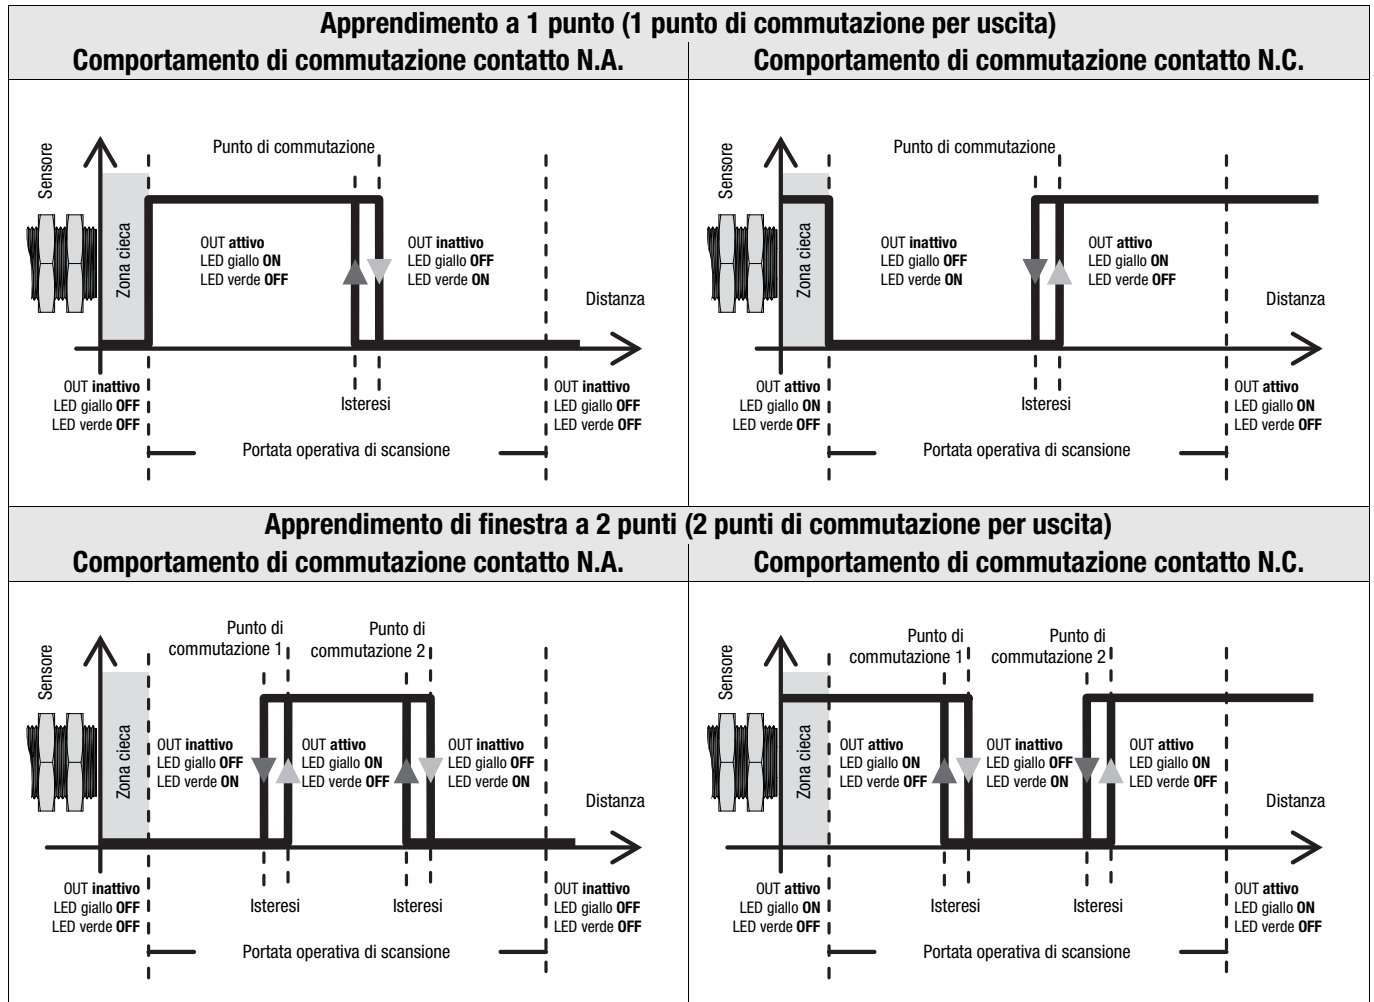 Apprendimento a 1 punto (1 punto di commutazione per uscita)
Comportamento di commutazione contatto N.A.
Comportamento di commutazione contatto N.C.
Sensore
Punto di commutazione
Zona cieca
OUT attivo
LED giallo ON
LED verde OFF
OUT inattivo
LED giallo OFF
LED verde ON
Distanza
OUT inattivo
LED giallo OFF
LED verde OFF
Isteresi
OUT inattivo
LED giallo OFF
LED verde OFF
Portata operativa di scansione
Sensore
Punto di commutazione
Zona cieca
OUT inattivo
LED giallo OFF
LED verde ON
OUT attivo
LED giallo ON
LED verde OFF
Distanza
OUT attivo
LED giallo ON
LED verde OFF
Isteresi
OUT attivo
LED giallo ON
LED verde OFF
Portata operativa di scansione
Apprendimento di finestra a 2 punti (2 punti di commutazione per uscita)
Comportamento di commutazione contatto N.A.
Comportamento di commutazione contatto N.C.
Sensore
Punto di
commutazione 1
Punto di
commutazione 2
Zona cieca
OUT inattivo
LED giallo OFF
LED verde ON
OUT attivo
LED giallo ON
LED verde OFF
OUT inattivo
LED giallo OFF
LED verde ON
Distanza
OUT inattivo
LED giallo OFF
LED verde OFF
Isteresi
Isteresi
OUT inattivo
LED giallo OFF
LED verde OFF
Portata operativa di scansione
Sensore
Punto di
commutazione 1
Punto di
commutazione 2
Zona cieca
OUT attivo
LED giallo ON
LED verde OFF
OUT inattivo
LED giallo OFF
LED verde ON
OUT attivo
LED giallo ON
LED verde OFF
Distanza
OUT attivo
LED giallo ON
LED verde OFF
Isteresi
Isteresi
OUT attivo
LED giallo ON
LED verde OFF
Portata operativa di scansione